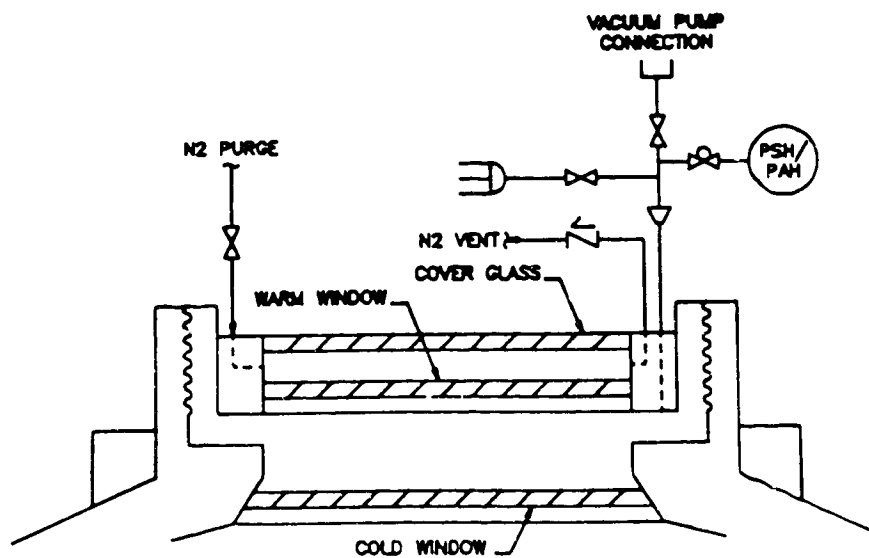 VACUUM PUMP
CONNECTION
N2 PURGE
PSH/
PAH
N2 VENT
COVER GLASS
WARM WINDOW
COLD WINDOW